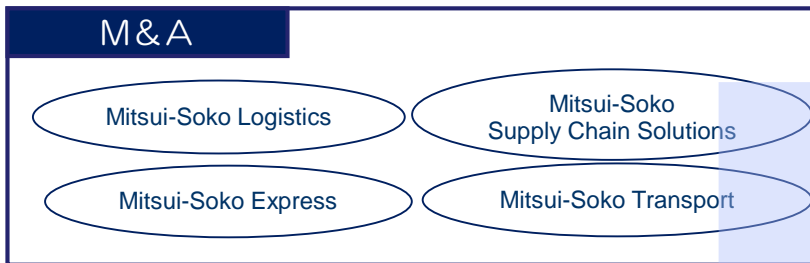 M&A
Mitsui-Soko Logistics
Mitsui-Soko
Supply Chain Solutions
Mitsui-Soko Express
Mitsui-Soko Transport